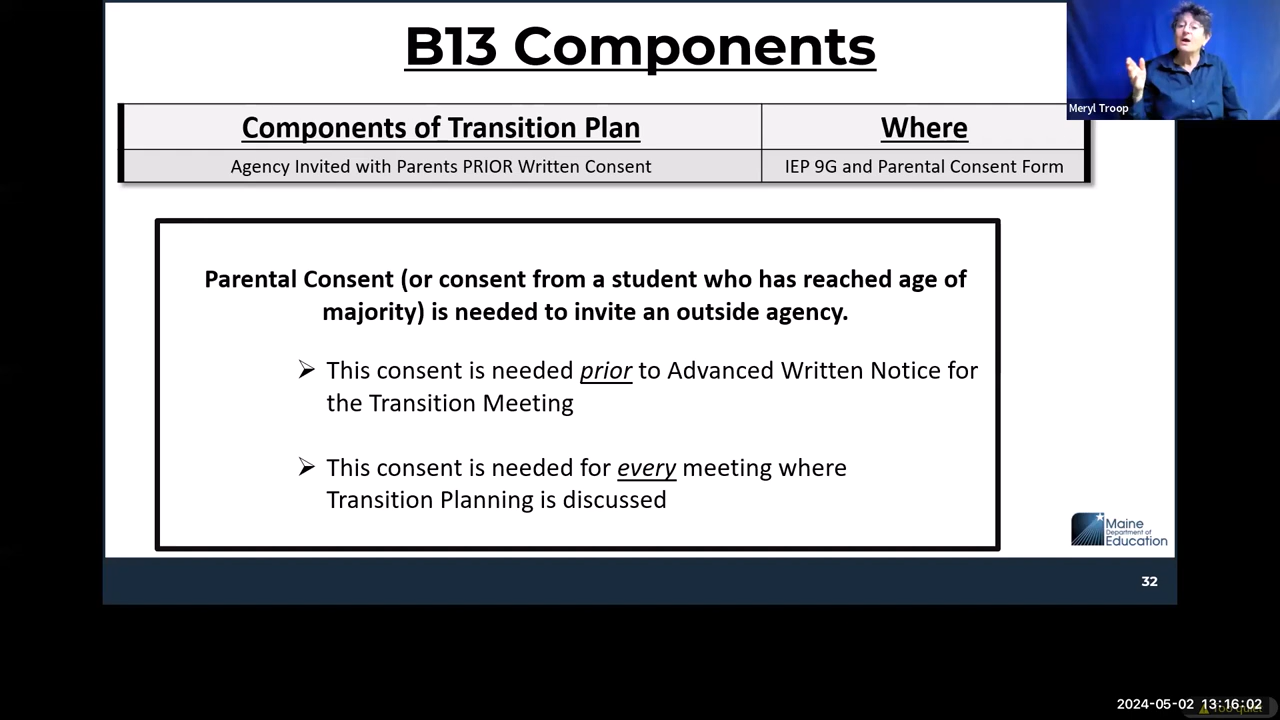 B13 Components
Meryl Troop
Components of Transition Plan
Where
Agency Invited with Parents PRIOR Written Consent
IEP 9G and Parental Consent Form
Parental Consent (or consent from a student who has reached age of
majority) is needed to invite an outside agency.
➢ This consent is needed prior to Advanced Written Notice for
the Transition Meeting
➢ This consent is needed for every meeting where
Transition Planning is discussed
Maine
Department of
Education
32
2024-05-02 13:16:02